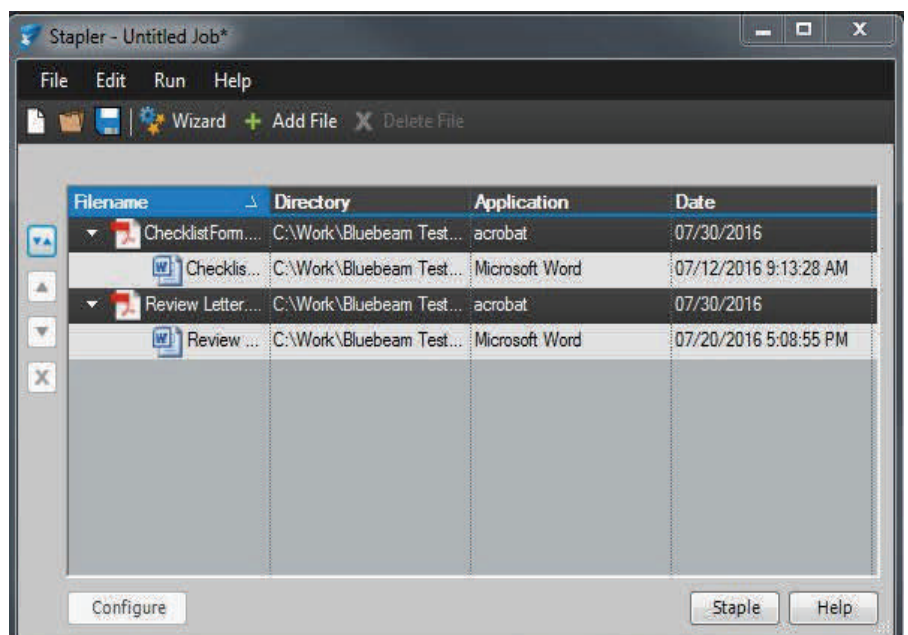 Stapler - Untitled Job*
File Edit Run Help
Wizard Add File Delete File
Filename Directory Application Date
ChecklistForm.... C:\Work\Bluebeam Test... acrobat 07/30/2016
Checklis... C:\Work\Bluebeam Test... Microsoft Word 07/12/2016 9:13:28 AM
Review Letter.... C:\Work\Bluebeam Test... acrobat 07/30/2016
Review ... C:\Work\Bluebeam Test... Microsoft Word 07/20/2016 5:08:55 PM
Configure Staple Help